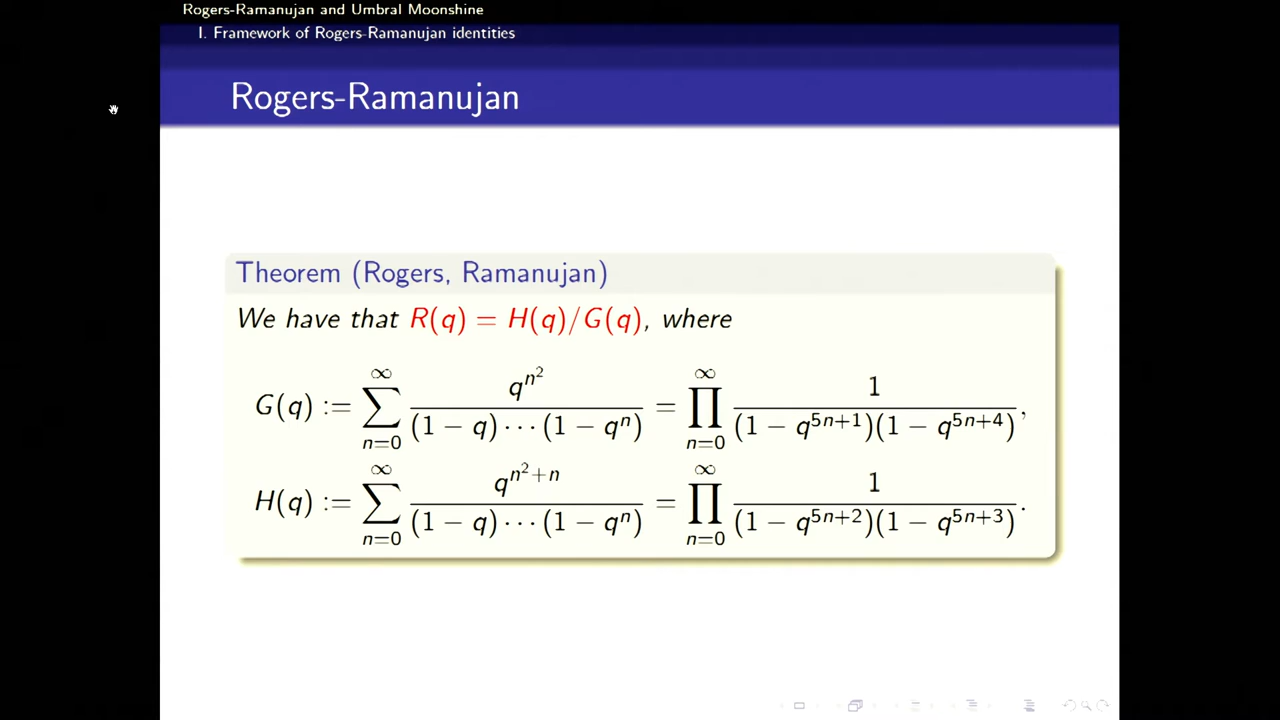 Rogers-Ramanujan and Umbral Moonshine
I. Framework of Rogers-Ramanujan identities
Rogers-Ramanujan
Theorem (Rogers, Ramanujan)
We have that R(q) = H(q)/G(q), where
G(q) := ∑_{n=0}^{∞} q^{n^2} / ((1 − q) ⋯ (1 − q^n)) = ∏_{n=0}^{∞} 1 / ((1 − q^{5n+1})(1 − q^{5n+4})),
H(q) := ∑_{n=0}^{∞} q^{n^2+n} / ((1 − q) ⋯ (1 − q^n)) = ∏_{n=0}^{∞} 1 / ((1 − q^{5n+2})(1 − q^{5n+3})).